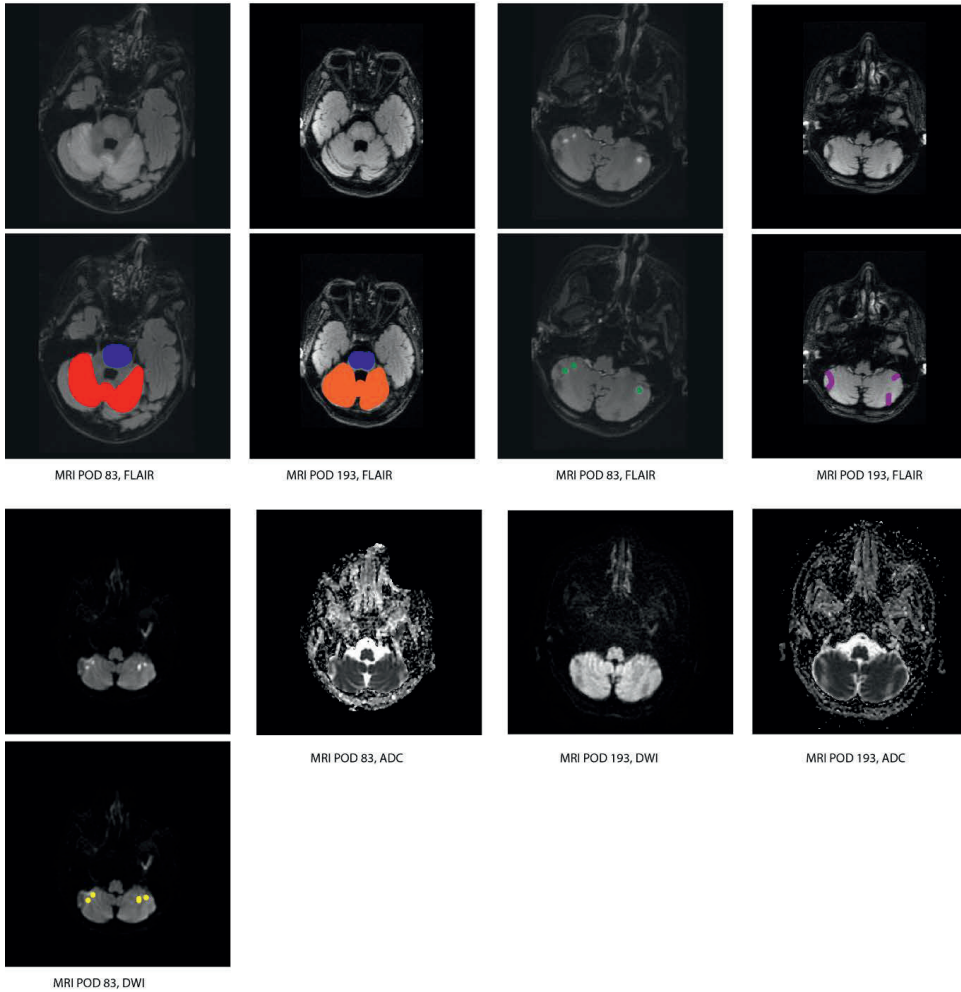 MRI POD 83, FLAIR
MRI POD 193, FLAIR
MRI POD 83, FLAIR
MRI POD 193, FLAIR
MRI POD 83, ADC
MRI POD 193, DWI
MRI POD 193, ADC
MRI POD 83, DWI